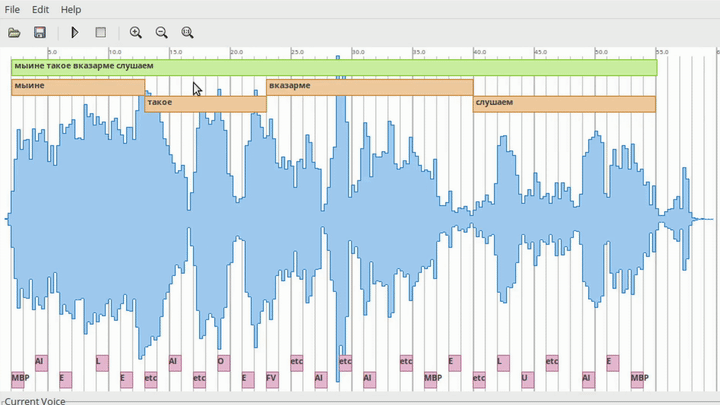 File Edit Help
5.0 10.0 15.0 20.0 25.0 30.0 35.0 40.0 45.0 50.0 55.0
мыине такое вказарме слушаем
мыине вказарме
такое слушаем
AI L AI O etc etc etc E L etc E
MBP E E etc etc E FV AI AI MBP etc U AI MBP
Current Voice